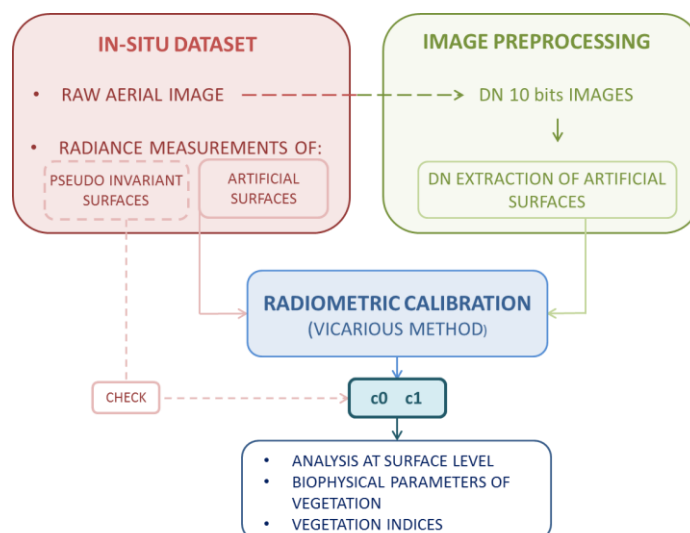 IN-SITU DATASET
• RAW AERIAL IMAGE
• RADIANCE MEASUREMENTS OF:
PSEUDO INVARIANT
SURFACES
ARTIFICIAL
SURFACES
IMAGE PREPROCESSING
DN 10 bits IMAGES
DN EXTRACTION OF ARTIFICIAL
SURFACES
RADIOMETRIC CALIBRATION
(VICARIOUS METHOD)
CHECK
c0 c1
• ANALYSIS AT SURFACE LEVEL
• BIOPHYSICAL PARAMETERS OF
VEGETATION
• VEGETATION INDICES